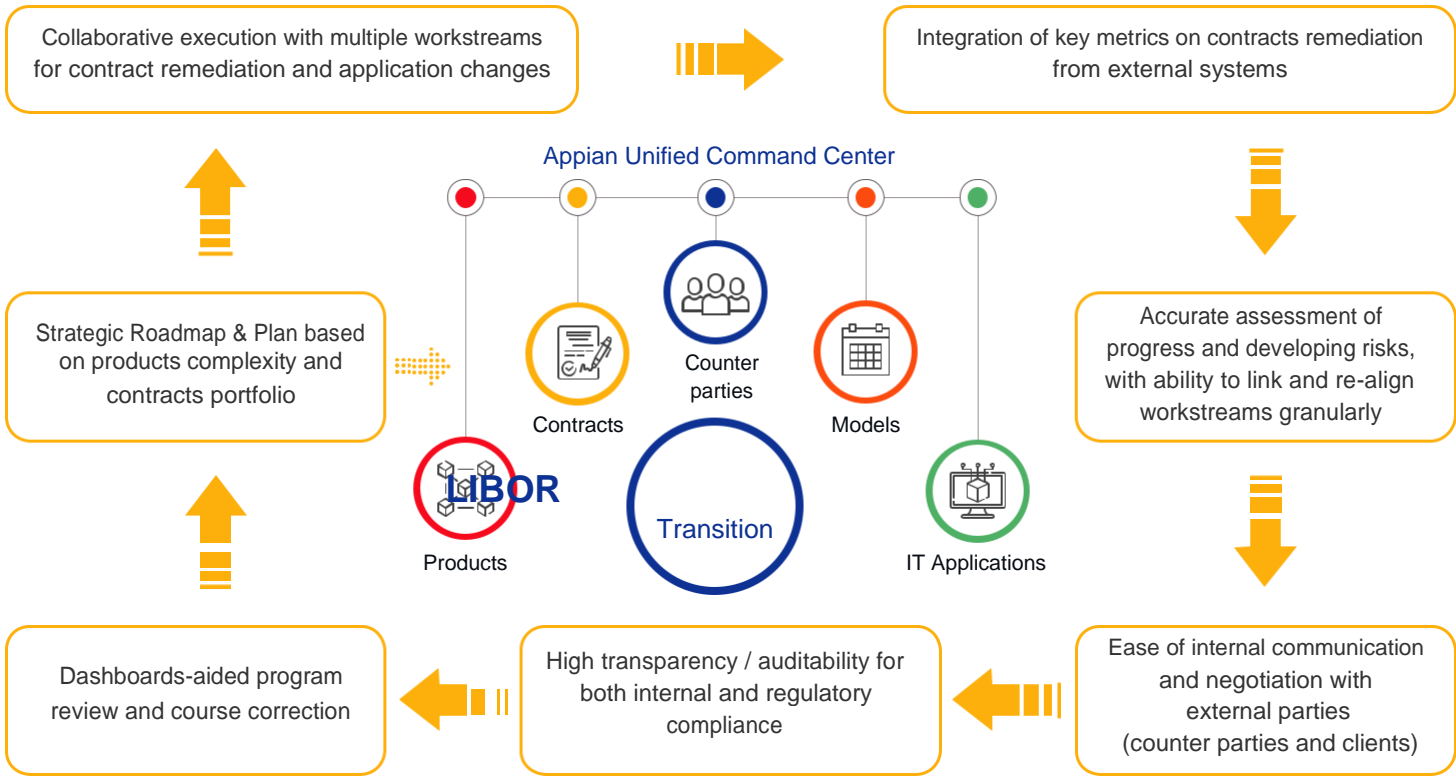 Collaborative execution with multiple workstreams
for contract remediation and application changes
Integration of key metrics on contracts remediation
from external systems
Appian Unified Command Center
Strategic Roadmap & Plan based
on products complexity and
contracts portfolio
Counter
parties
Contracts
Models
Accurate assessment of
progress and developing risks,
with ability to link and re-align
workstreams granularly
LIBOR
Transition
Products
IT Applications
Dashboards-aided program
review and course correction
High transparency / auditability for
both internal and regulatory
compliance
Ease of internal communication
and negotiation with
external parties
(counter parties and clients)